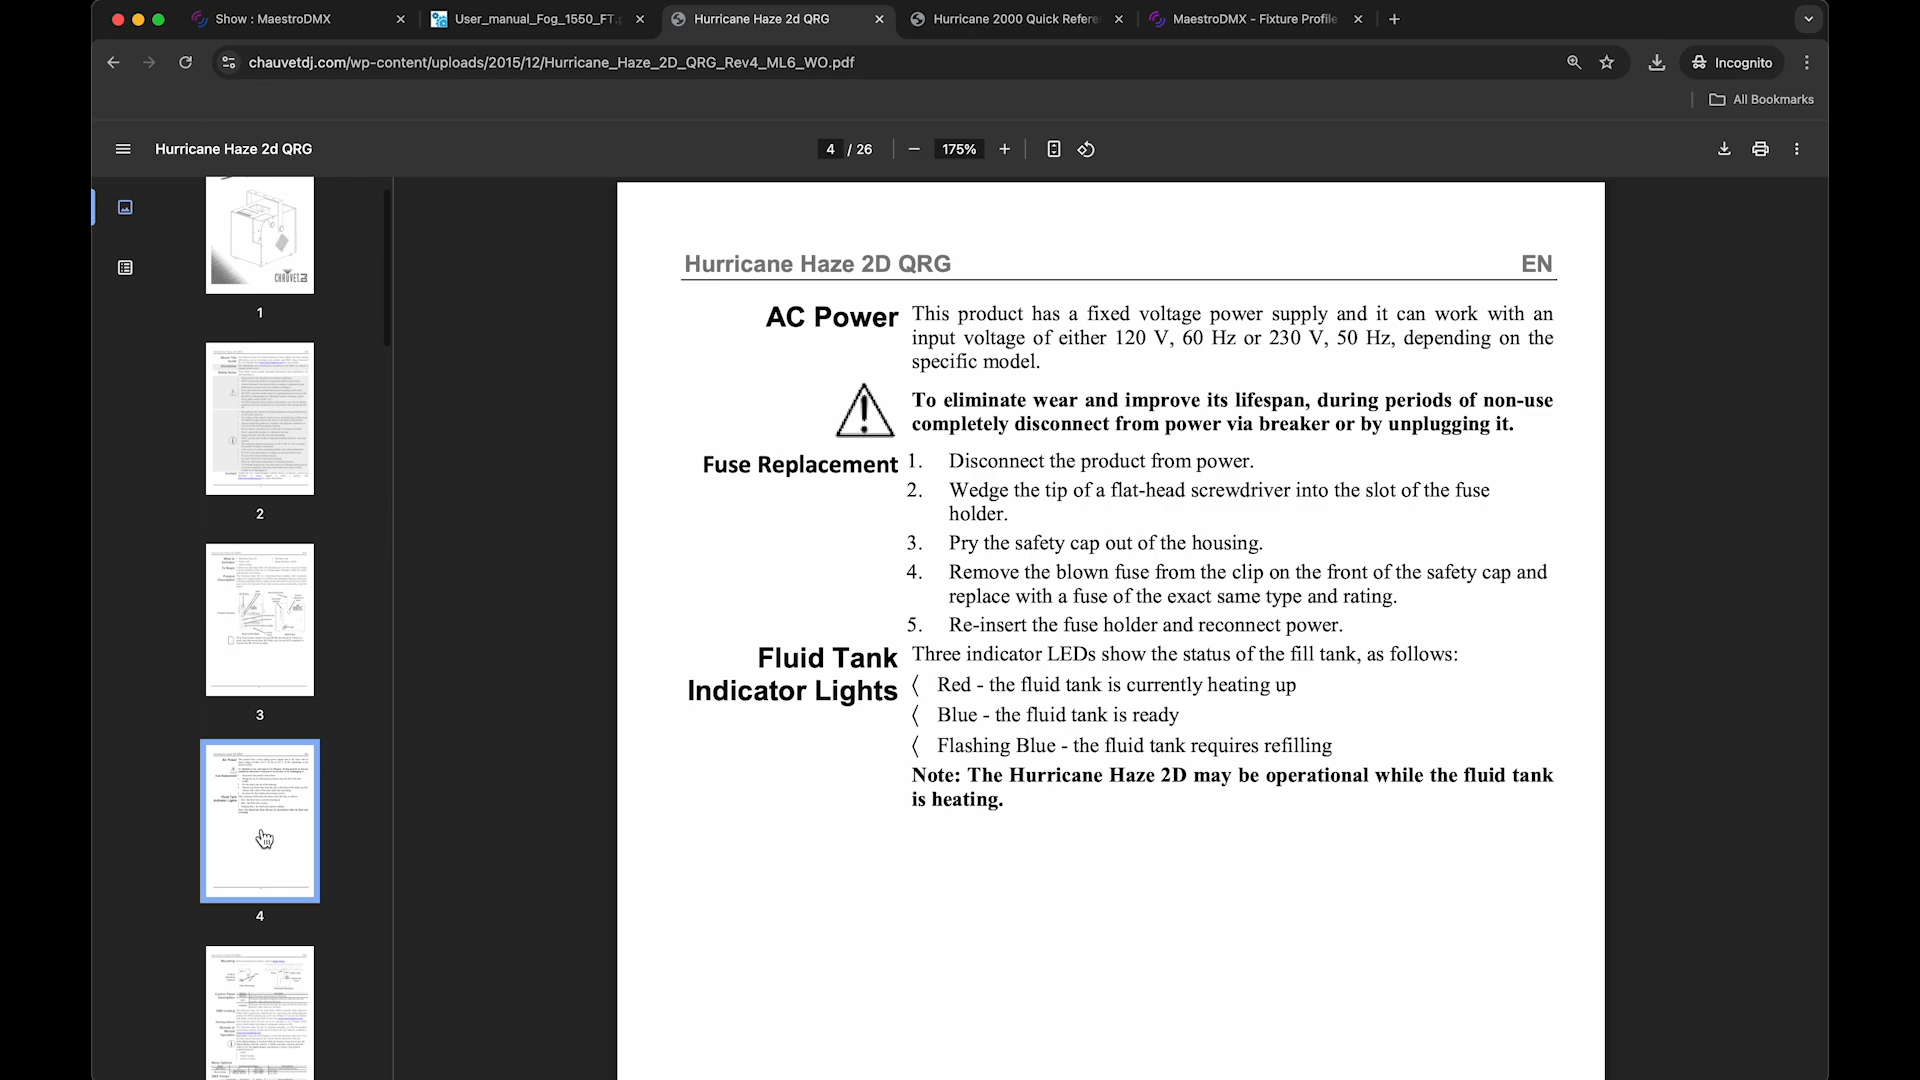 Show : MaestroDMX
User_manual_Fog_1550_FT.
Hurricane Haze 2d QRG
Hurricane 2000 Quick Refere
MaestroDMX - Fixture Profile
chauvetdj.com/wp-content/uploads/2015/12/Hurricane_Haze_2D_QRG_Rev4_ML6_WO.pdf
Incognito
All Bookmarks
Hurricane Haze 2d QRG
4 / 26
175%
CHAUVET
1
2
3
4
Hurricane Haze 2D QRG
EN
AC Power
This product has a fixed voltage power supply and it can work with an
input voltage of either 120 V, 60 Hz or 230 V, 50 Hz, depending on the
specific model.
To eliminate wear and improve its lifespan, during periods of non-use
completely disconnect from power via breaker or by unplugging it.
Fuse Replacement
1. Disconnect the product from power.
2. Wedge the tip of a flat-head screwdriver into the slot of the fuse
holder.
3. Pry the safety cap out of the housing.
4. Remove the blown fuse from the clip on the front of the safety cap and
replace with a fuse of the exact same type and rating.
5. Re-insert the fuse holder and reconnect power.
Fluid Tank
Indicator Lights
Three indicator LEDs show the status of the fill tank, as follows:
〈 Red - the fluid tank is currently heating up
〈 Blue - the fluid tank is ready
〈 Flashing Blue - the fluid tank requires refilling
Note: The Hurricane Haze 2D may be operational while the fluid tank
is heating.